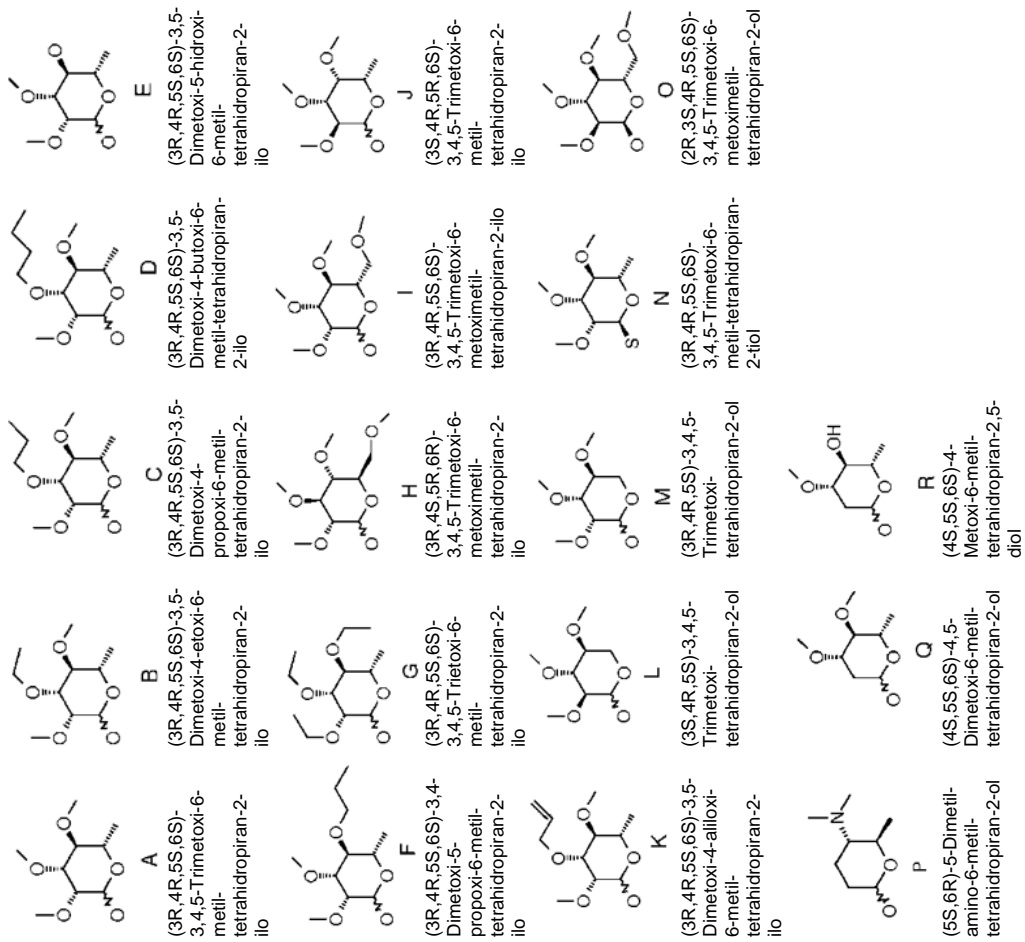 A
(3R,4R,5S,6S)-
3,4,5-Trimetoxi-6-
metil-
tetrahidropiran-2-
ilo
B
(3R,4R,5S,6S)-3,5-
Dimetoxi-4-etoxi-6-
metil-
tetrahidropiran-2-
ilo
C
(3R,4R,5S,6S)-3,5-
Dimetoxi-4-
propoxi-6-metil-
tetrahidropiran-2-
ilo
D
(3R,4R,5S,6S)-3,5-
Dimetoxi-4-butoxi-6-
metil-tetrahidropiran-
2-ilo
E
(3R,4R,5S,6S)-3,5-
Dimetoxi-5-hidroxi-
6-metil-
tetrahidropiran-2-
ilo
F
(3R,4R,5S,6S)-3,4-
Dimetoxi-5-
propoxi-6-metil-
tetrahidropiran-2-
ilo
G
(3R,4R,5S,6S)-
3,4,5-Trietoxi-6-
metil-
tetrahidropiran-2-
ilo
H
(3R,4S,5R,6R)-
3,4,5-Trimetoxi-6-
metoximetil-
tetrahidropiran-2-
ilo
I
(3R,4R,5S,6S)-
3,4,5-Trimetoxi-6-
metoximetil-
tetrahidropiran-2-ilo
J
(3S,4R,5R,6S)-
3,4,5-Trimetoxi-6-
metil-
tetrahidropiran-2-
ilo
K
(3R,4R,5S,6S)-3,5-
Dimetoxi-4-aliloxi-
6-metil-
tetrahidropiran-2-
ilo
L
(3S,4R,5S)-3,4,5-
Trimetoxi-
tetrahidropiran-2-ol
M
(3R,4R,5S)-3,4,5-
Trimetoxi-
tetrahidropiran-2-ol
N
(3R,4R,5S,6S)-
3,4,5-Trimetoxi-6-
metil-tetrahidropiran-
2-tiol
O
(2R,3S,4R,5S,6S)-
3,4,5-Trimetoxi-6-
metoximetil-
tetrahidropiran-2-ol
P
(5S,6R)-5-Dimetil-
amino-6-metil-
tetrahidropiran-2-ol
Q
(4S,5S,6S)-4,5-
Dimetoxi-6-metil-
tetrahidropiran-2-ol
OH
R
(4S,5S,6S)-4-
Metoxi-6-metil-
tetrahidropiran-2,5-
diol